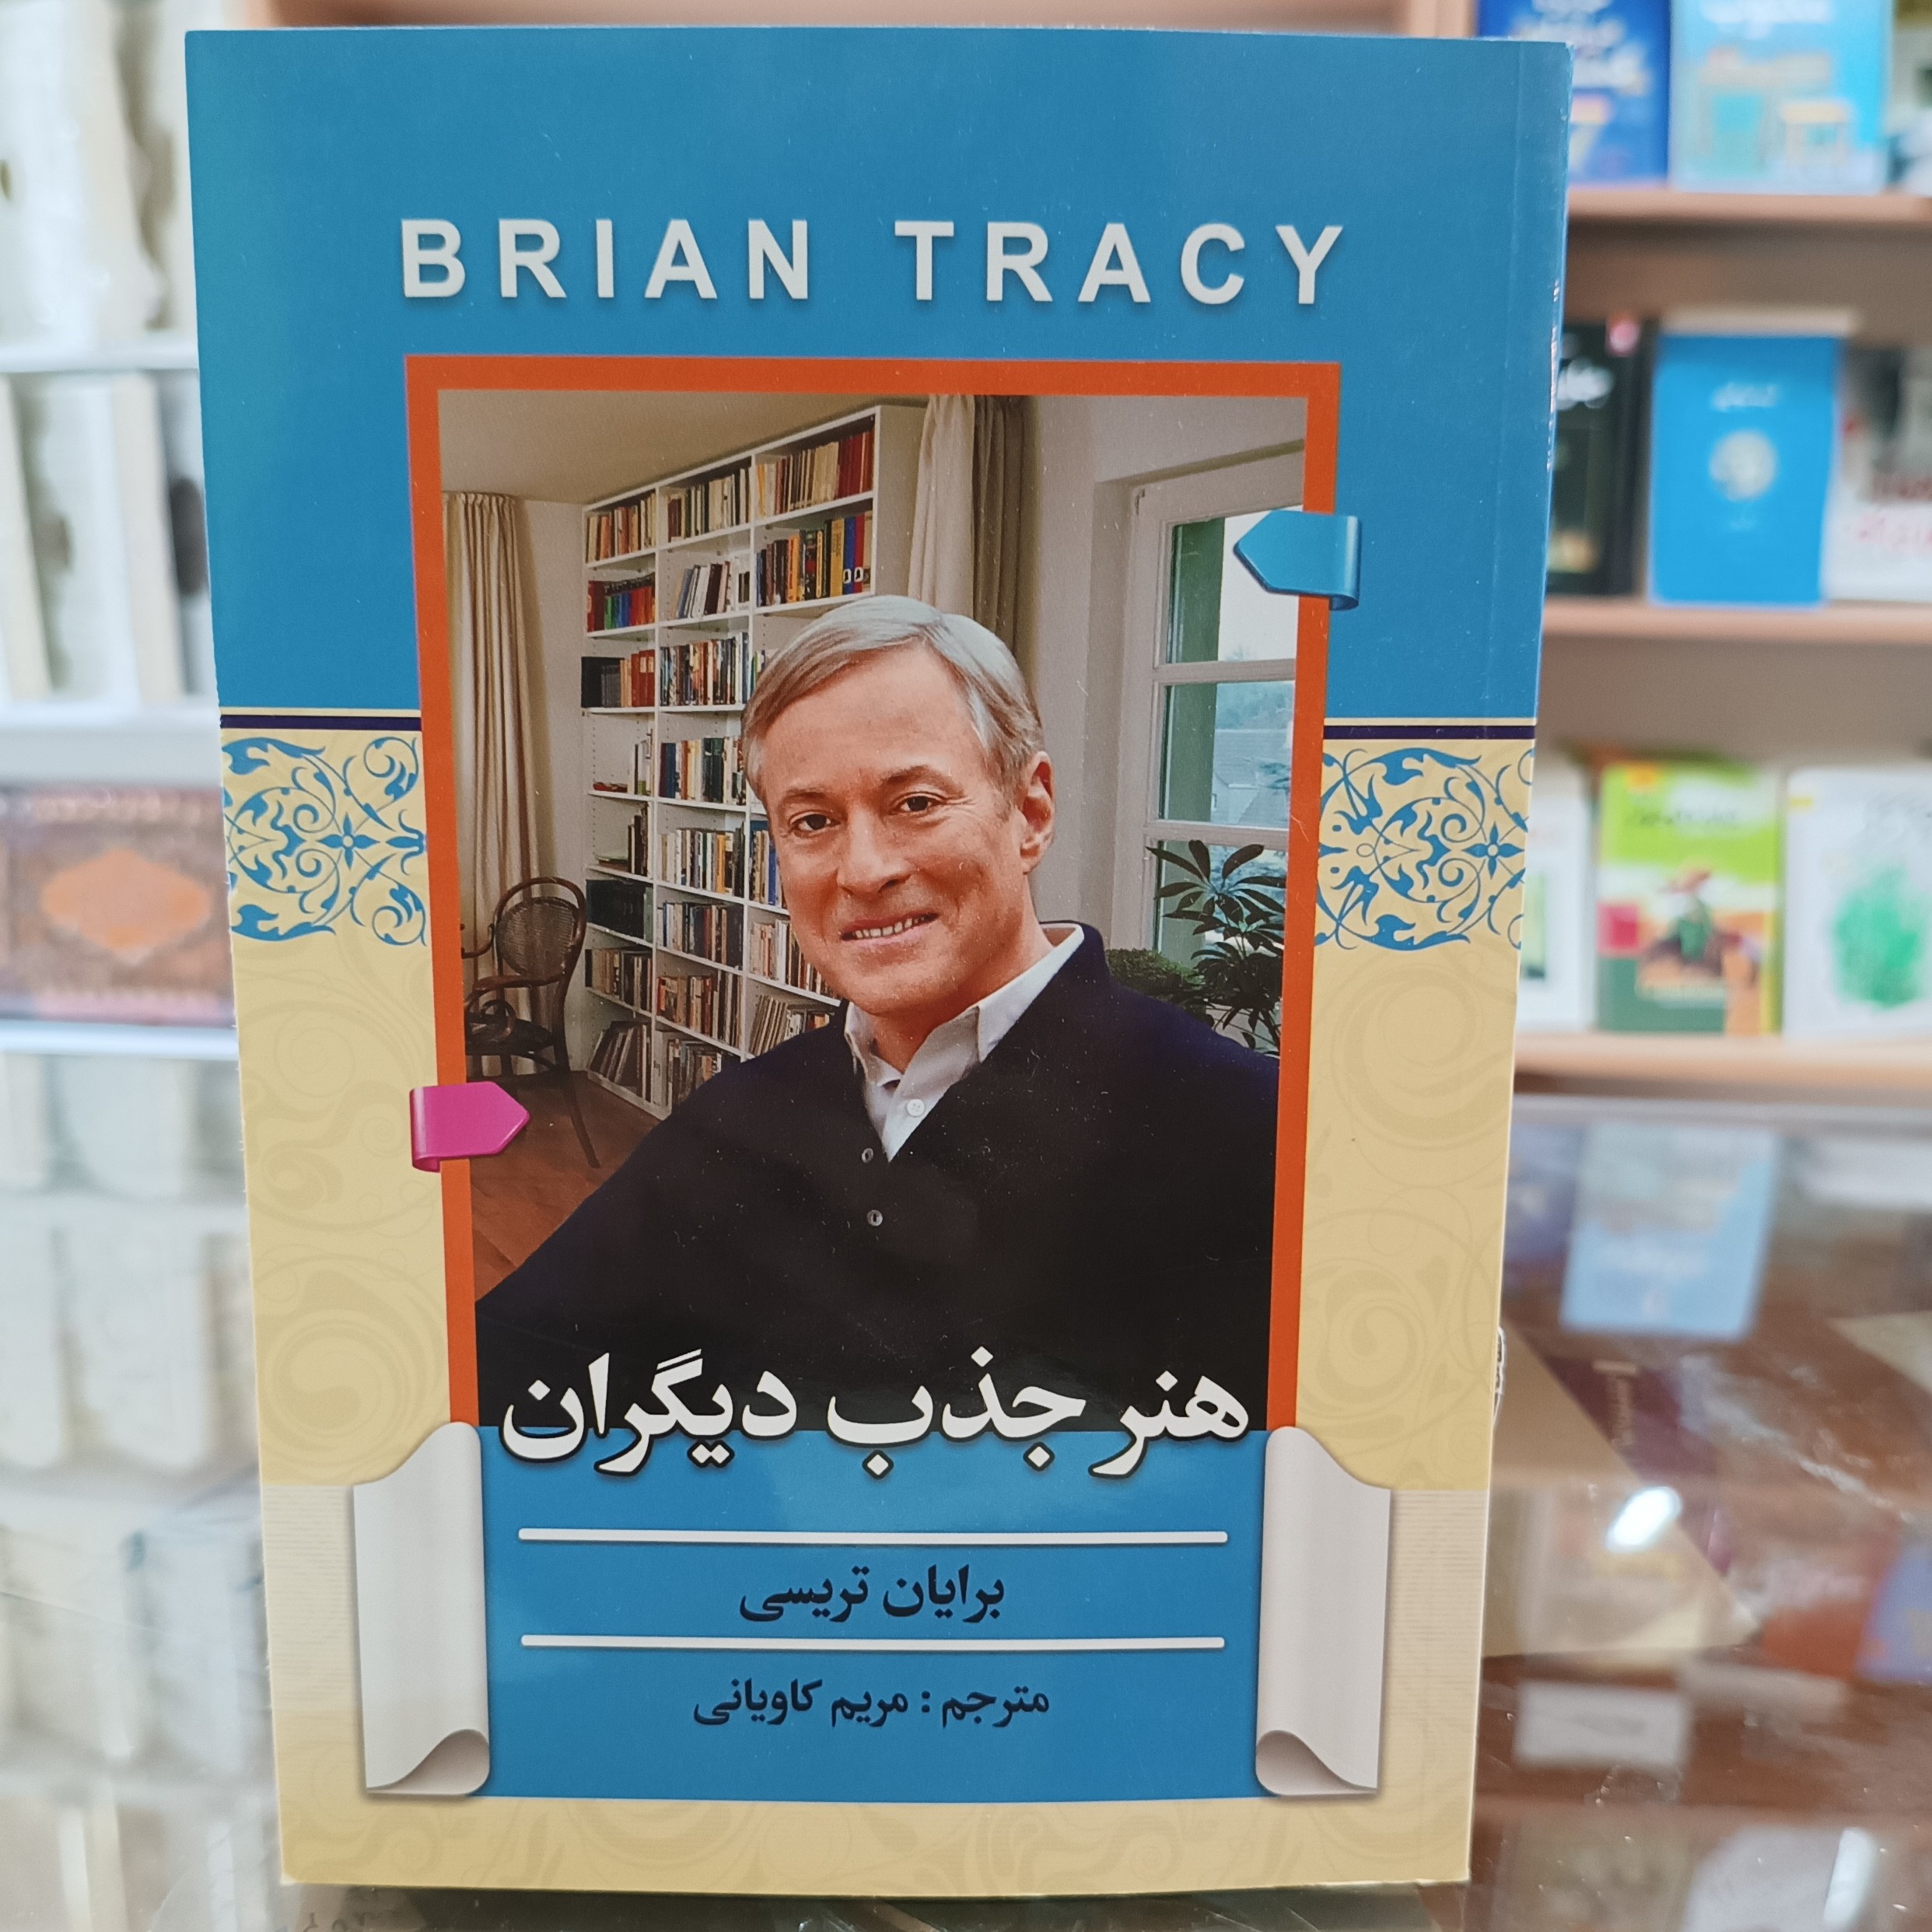 BRIAN TRACY
هنر جذب دیگران
برایان تریسی
مترجم : مریم کاویانی